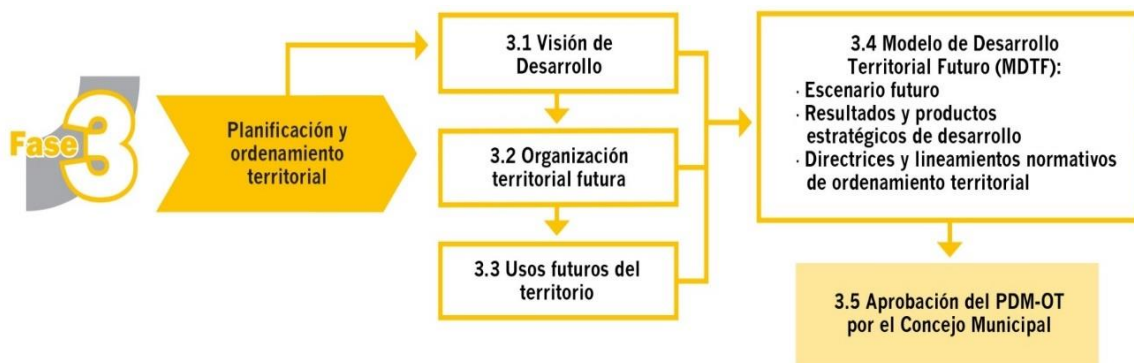 Fase 3
Planificación y
ordenamiento
territorial
3.1 Visión de
Desarrollo
3.2 Organización
territorial futura
3.3 Usos futuros del
territorio
3.4 Modelo de Desarrollo
Territorial Futuro (MDTF):
· Escenario futuro
· Resultados y productos
estratégicos de desarrollo
· Directrices y lineamientos normativos
de ordenamiento territorial
3.5 Aprobación del PDM-OT
por el Concejo Municipal